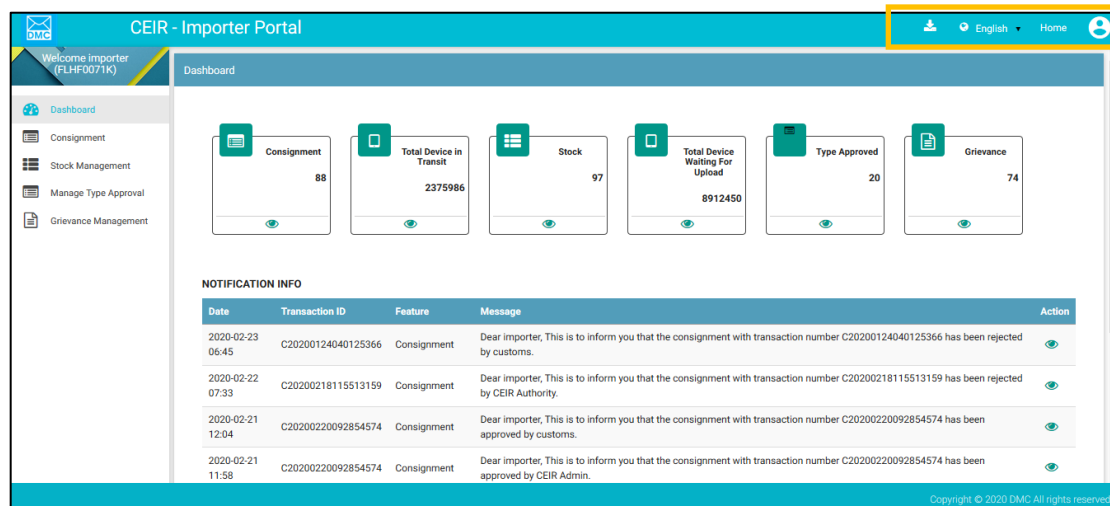 DMC
CEIR - Importer Portal
English
Home
Welcome importer
(FLHF0071K)
Dashboard
Dashboard
Consignment
Stock Management
Manage Type Approval
Grievance Management
Consignment
88
Total Device in
Transit
2375986
Stock
97
Total Device
Waiting For
Upload
8912450
Type Approved
20
Grievance
74
NOTIFICATION INFO
Date Transaction ID Feature Message Action
2020-02-23
06:45
C20200124040125366 Consignment
Dear importer, This is to inform you that the consignment with transaction number C20200124040125366 has been rejected
by customs.
2020-02-22
07:33
C20200218115513159 Consignment
Dear importer, This is to inform you that the consignment with transaction number C20200218115513159 has been rejected
by CEIR Authority.
2020-02-21
12:04
C20200220092854574 Consignment
Dear importer, This is to inform you that the consignment with transaction number C20200220092854574 has been
approved by customs.
2020-02-21
11:58
C20200220092854574 Consignment
Dear importer, This is to inform you that the consignment with transaction number C20200220092854574 has been
approved by CEIR Admin.
Copyright © 2020 DMC All rights reserved